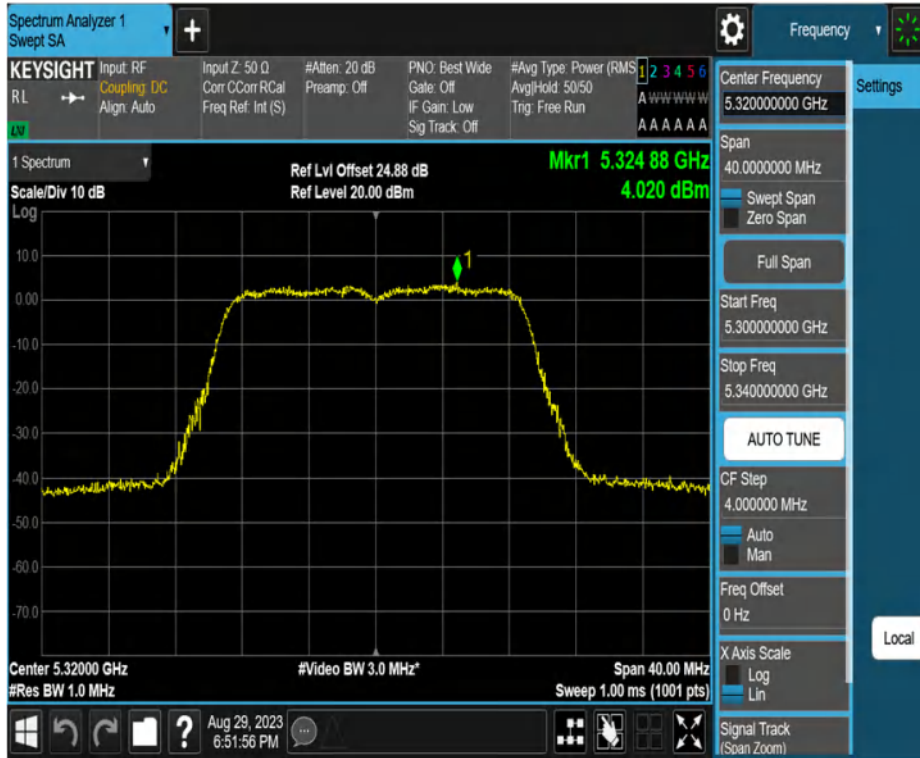 Spectrum Analyzer 1
Swept SA
+
Frequency
KEYSIGHT
RL
LXI
Input: RF
Coupling: DC
Align: Auto
Input Z: 50 Ω
Corr CCorr RCal
Freq Ref: Int (S)
#Atten: 20 dB
Preamp: Off
PNO: Best Wide
Gate: Off
IF Gain: Low
Sig Track: Off
#Avg Type: Power (RMS
Avg|Hold: 50/50
Trig: Free Run
1 2 3 4 5 6
A W W W W W
A A A A A A
1 Spectrum
Scale/Div 10 dB
Ref Lvl Offset 24.88 dB
Ref Level 20.00 dBm
Mkr1 5.324 88 GHz
4.020 dBm
Log
10.0
0.00
-10.0
-20.0
-30.0
-40.0
-50.0
-70.0
1
Center 5.32000 GHz
#Res BW 1.0 MHz
#Video BW 3.0 MHz*
Span 40.00 MHz
Sweep 1.00 ms (1001 pts)
?
Aug 29, 2023
6:51:56 PM
Center Frequency
5.320000000 GHz
Span
40.0000000 MHz
Swept Span
Zero Span
Full Span
Start Freq
5.300000000 GHz
Stop Freq
5.340000000 GHz
AUTO TUNE
CF Step
4.000000 MHz
Auto
Man
Freq Offset
0 Hz
X Axis Scale
Log
Lin
Signal Track
(Span Zoom)
Settings
Local